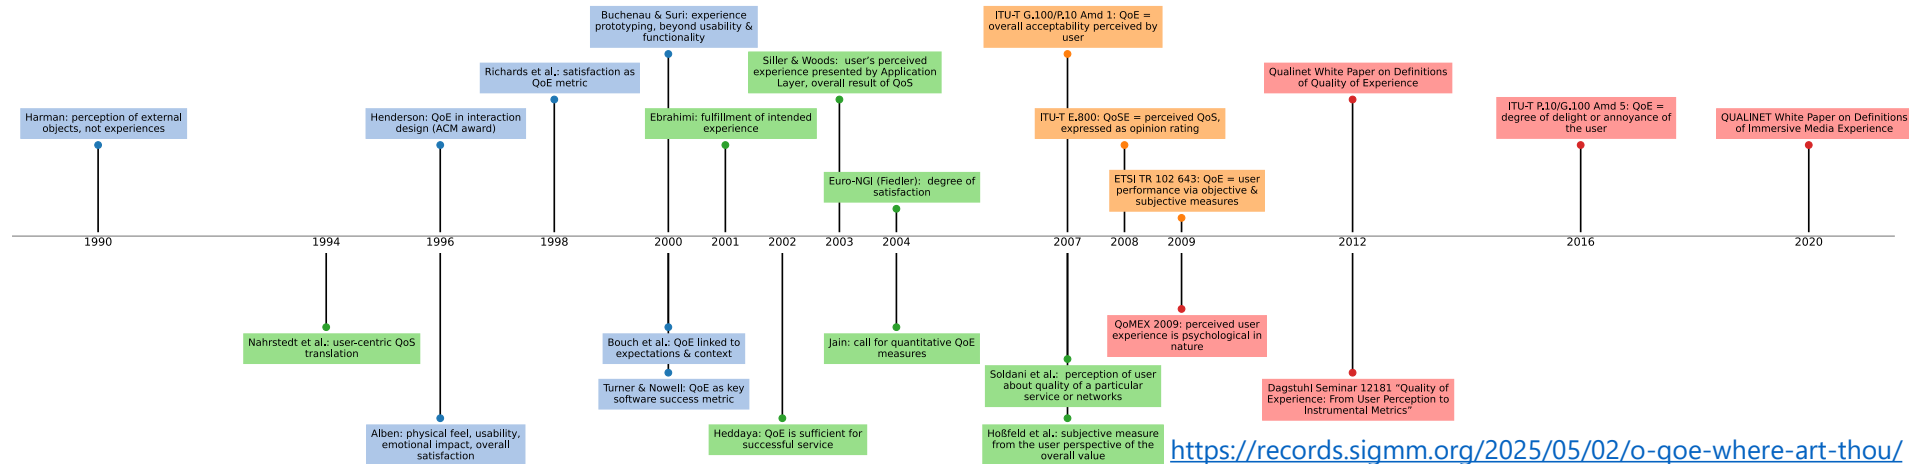 Buchenau & Suri: experience
prototyping, beyond usability &
functionality
ITU-T G.100/P.10 Amd 1: QoE =
overall acceptability perceived by
user
Siller & Woods:  user's perceived
experience presented by Application
Layer, overall result of QoS
Richards et al.: satisfaction as
QoE metric
Qualinet White Paper on Definitions
of Quality of Experience
Harman: perception of external
objects, not experiences
Henderson: QoE in interaction
design (ACM award)
Ebrahimi: fulfillment of intended
experience
ITU-T E.800: QoSE = perceived QoS,
expressed as opinion rating
ITU-T P.10/G.100 Amd 5: QoE =
degree of delight or annoyance of
the user
QUALINET White Paper on Definitions
of Immersive Media Experience
Euro-NGI (Fiedler):  degree of
satisfaction
ETSI TR 102 643: QoE = user
performance via objective &
subjective measures
1990 1994 1996 1998 2000 2001 2002 2003 2004 2007 2008 2009 2012 2016 2020
Nahrstedt et al.: user-centric QoS
translation
Bouch et al.: QoE linked to
expectations & context
Jain: call for quantitative QoE
measures
QoMEX 2009: perceived user
experience is psychological in
nature
Turner & Nowell: QoE as key
software success metric
Soldani et al.:  perception of user
about quality of a particular
service or networks
Dagstuhl Seminar 12181 “Quality of
Experience: From User Perception to
Instrumental Metrics”
Alben: physical feel, usability,
emotional impact, overall
satisfaction
Heddaya: QoE is sufficient for
successful service
Hoßfeld et al.: subjective measure
from the user perspective of the
overall value
https://records.sigmm.org/2025/05/02/o-qoe-where-art-thou/